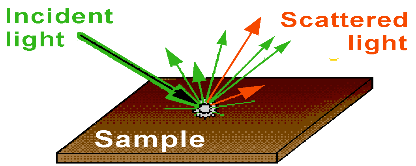 Incident
light
Scattered
light
Sample